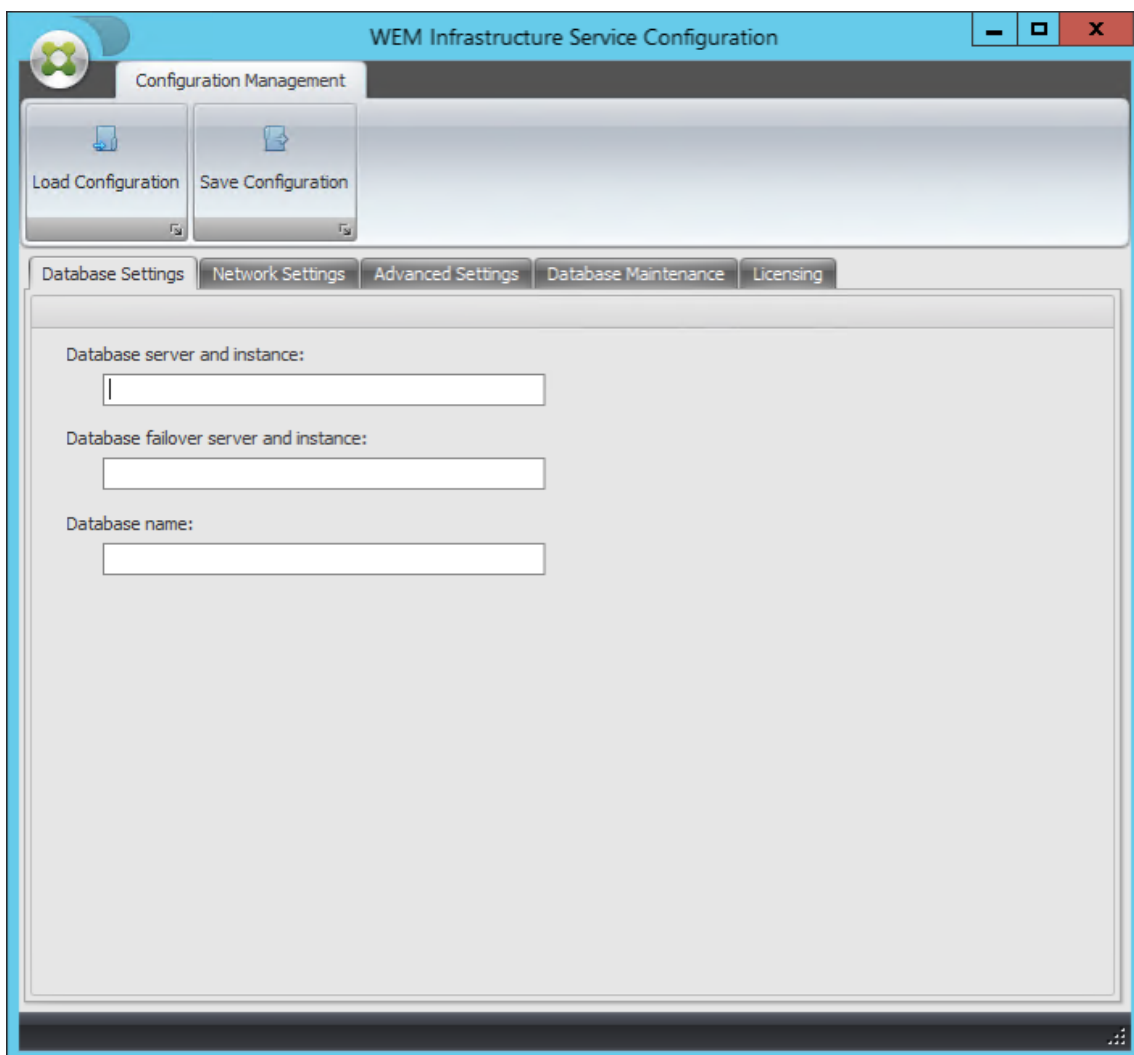 WEM Infrastructure Service Configuration
Configuration Management
Load Configuration Save Configuration
Database Settings Network Settings Advanced Settings Database Maintenance Licensing
Database server and instance:
Database failover server and instance:
Database name: